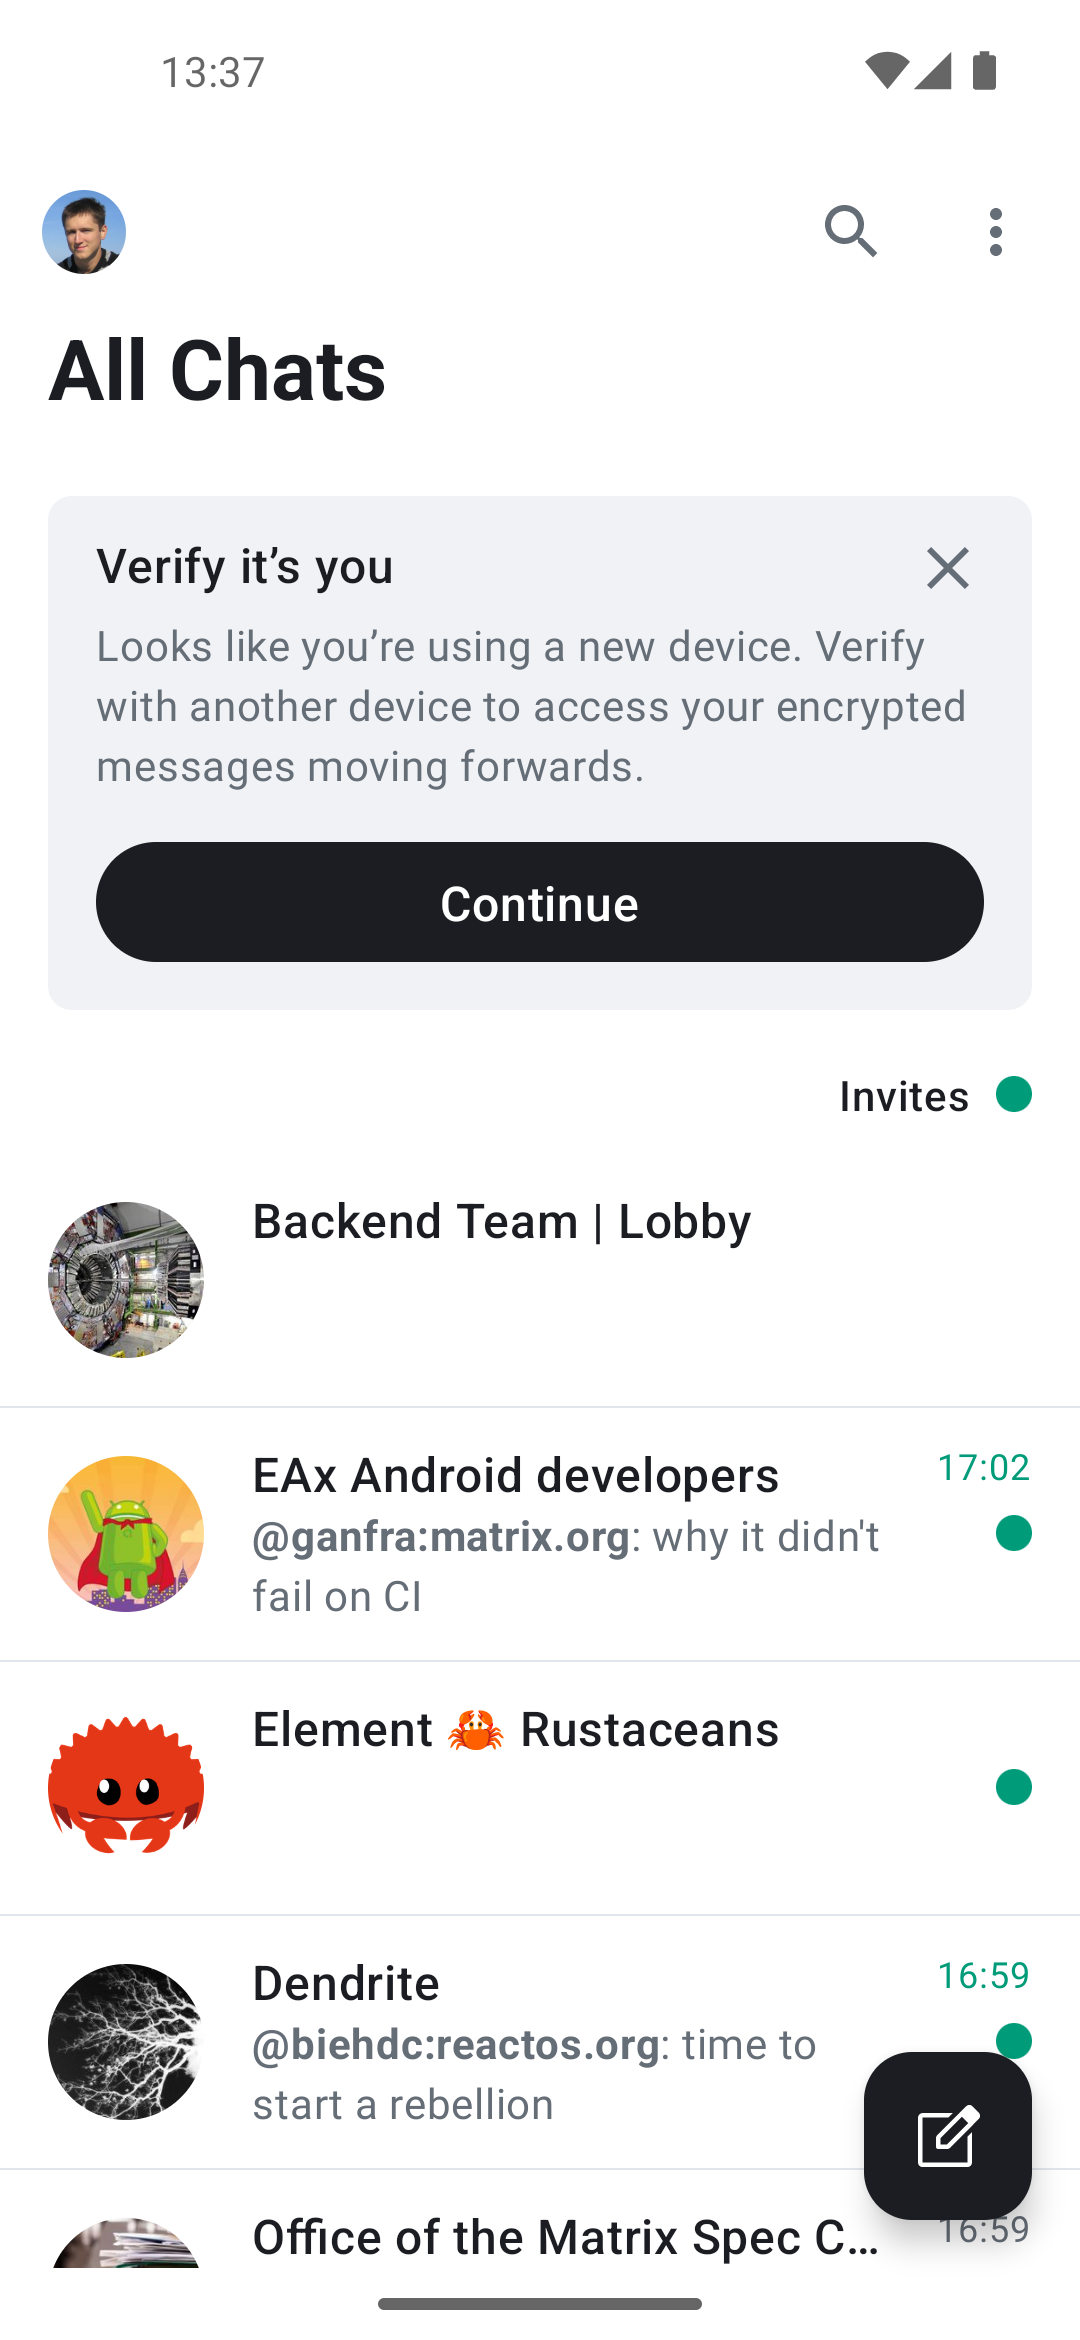 13:37
All Chats
Verify it’s you
Looks like you’re using a new device. Verify
with another device to access your encrypted
messages moving forwards.
Continue
Invites
Backend Team | Lobby
EAx Android developers
17:02
@ganfra:matrix.org: why it didn't
fail on CI
Element 🦀 Rustaceans
Dendrite
16:59
@biehdc:reactos.org: time to
start a rebellion
Office of the Matrix Spec C…
16:59